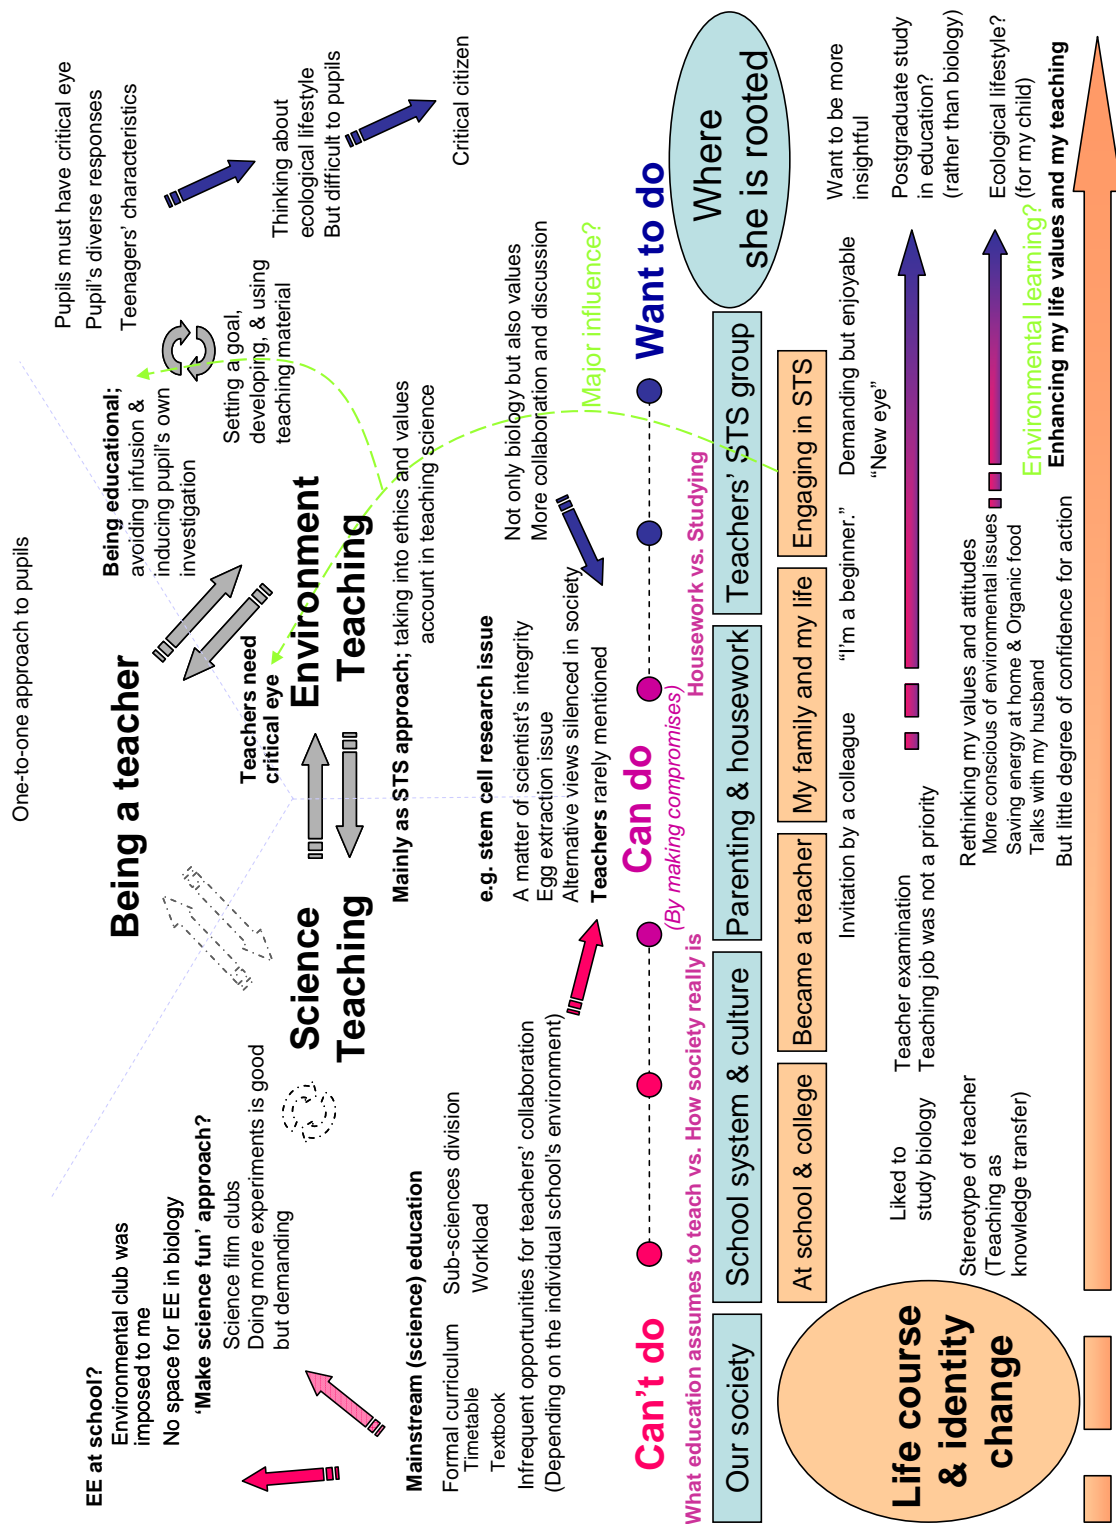 One-to-one approach to pupils
EE at school?
Environmental club was
imposed to me
No space for EE in biology
‘Make science fun’ approach?
Science film clubs
Doing more experiments is good
but demanding
Being a teacher
Being educational;
avoiding infusion &
inducing pupil’s own
investigation
Pupils must have critical eye
Pupil’s diverse responses
Teenagers’ characteristics
Setting a goal,
developing, & using
teaching material
Thinking about
ecological lifestyle
But difficult to pupils
Critical citizen
Teachers need
critical eye
Science
Teaching
Environment
Teaching
Mainly as STS approach; taking into ethics and values
account in teaching science
Mainstream (science) education
Formal curriculum
Timetable
Textbook
Sub-sciences division
Workload
Infrequent opportunities for teachers’ collaboration
(Depending on the individual school’s environment)
e.g. stem cell research issue
A matter of scientist’s integrity
Egg extraction issue
Alternative views silenced in society
Teachers rarely mentioned
Not only biology but also values
More collaboration and discussion
Major influence?
Can’t do
Can do
(By making compromises)
Want to do
What education assumes to teach vs. How society really is
Housework vs. Studying
Our society
School system & culture
Parenting & housework
Teachers’ STS group
Where
she is rooted
At school & college
Became a teacher
My family and my life
Engaging in STS
Life course
& identity
change
Invitation by a colleague
“I’m a beginner.”
Demanding but enjoyable
“New eye”
Want to be more
insightful
Liked to
study biology
Teacher examination
Teaching job was not a priority
Postgraduate study
in education?
(rather than biology)
Stereotype of teacher
(Teaching as
knowledge transfer)
Rethinking my values and attitudes
More conscious of environmental issues
Saving energy at home & Organic food
Talks with my husband
But little degree of confidence for action
Ecological lifestyle?
(for my child)
Environmental learning?
Enhancing my life values and my teaching